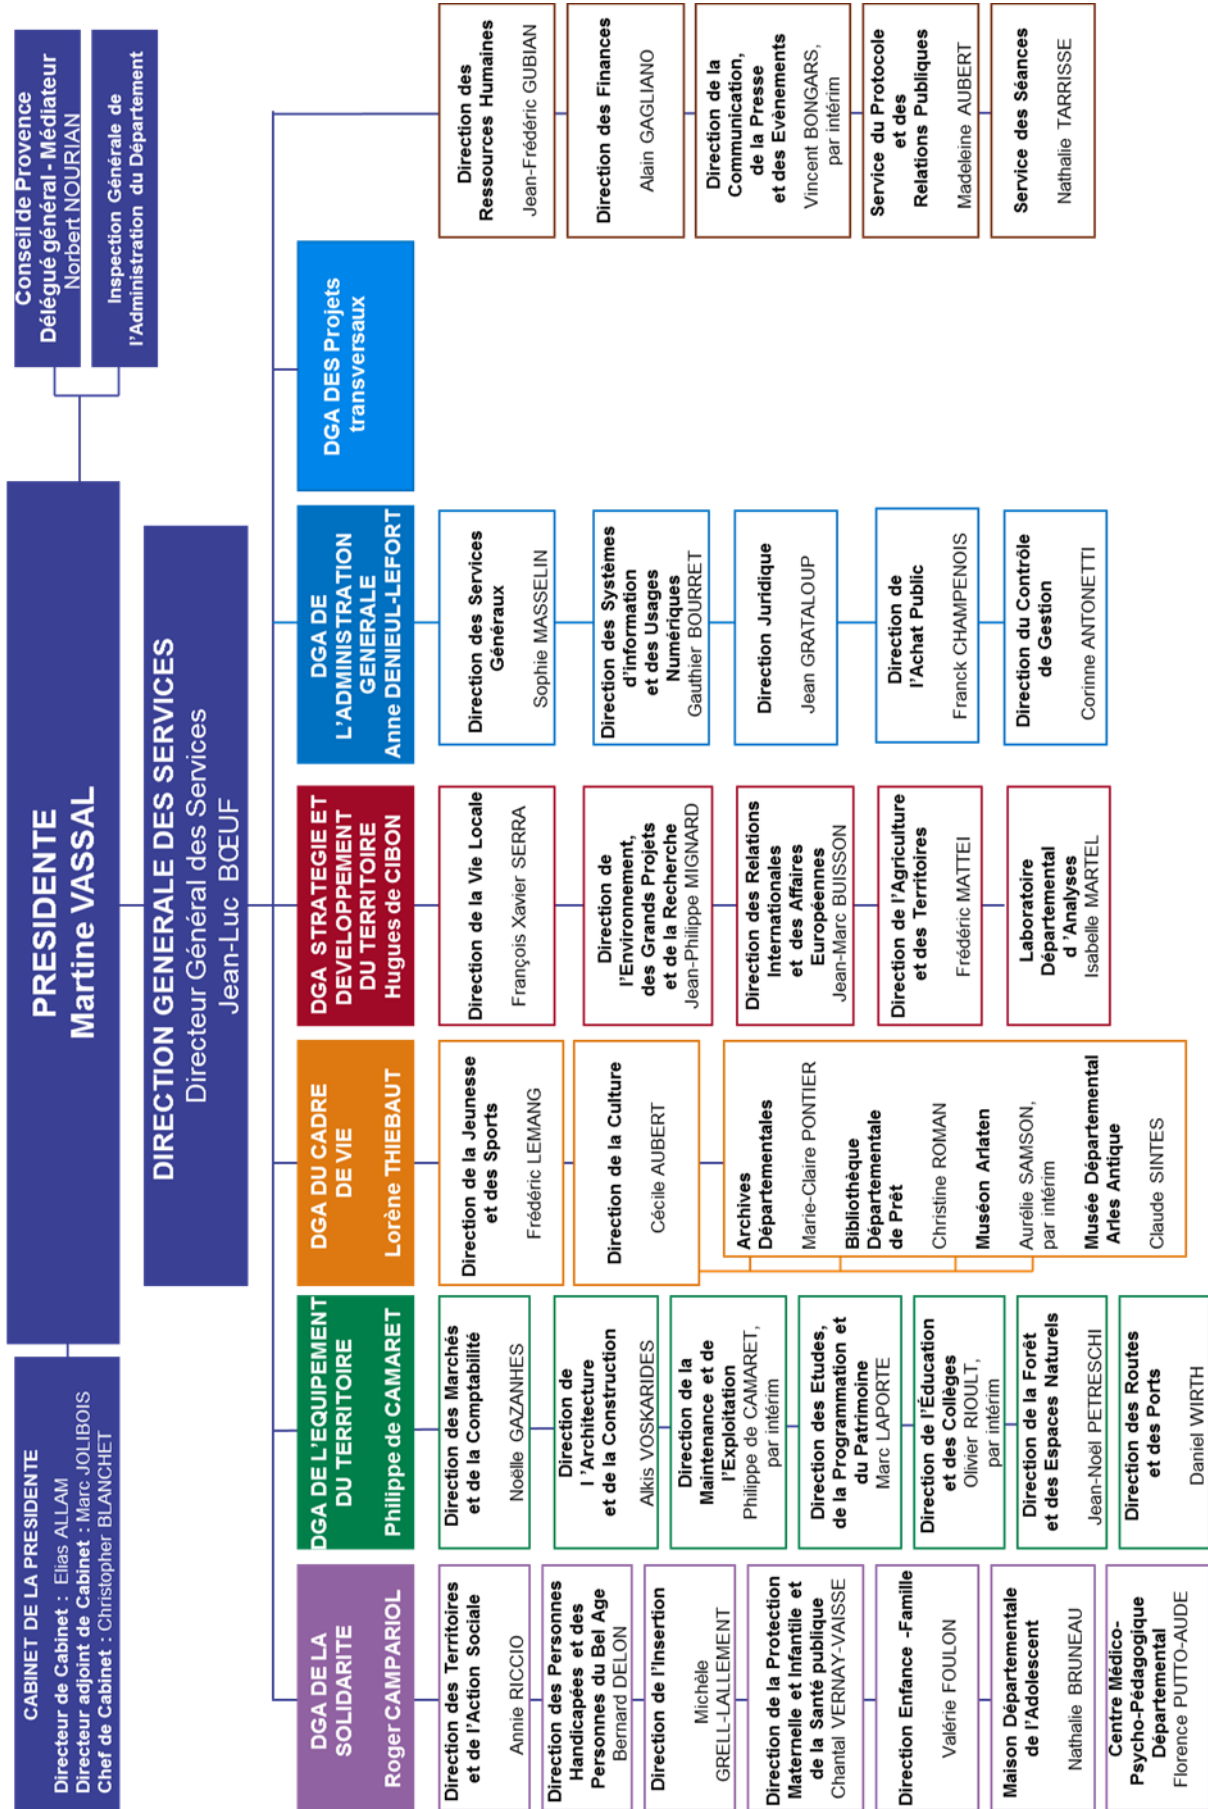 CABINET DE LA PRESIDENTE
Directeur de Cabinet : Elias ALLAM
Directeur adjoint de Cabinet : Marc JOLIBOIS
Chef de Cabinet : Christopher BLANCHET
PRESIDENTE
Martine VASSAL
Conseil de Provence
Délégué général - Médiateur
Norbert NOURIAN
Inspection Générale de
l'Administration du Département
DIRECTION GENERALE DES SERVICES
Directeur Général des Services
Jean-Luc BŒUF
DGA DE LA
SOLIDARITE
Roger CAMPARIOL
Direction des Territoires
et de l'Action Sociale
Annie RICCIO
Direction des Personnes
Handicapées et des
Personnes du Bel Age
Bernard DELON
Direction de l'Insertion
Michèle
GRELL-LALLEMENT
Direction de la Protection
Maternelle et Infantile et
de la Santé publique
Chantal VERNAY-VAISSE
Direction Enfance -Famille
Valérie FOULON
Maison Départementale
de l'Adolescent
Nathalie BRUNEAU
Centre Médico-
Psycho-Pédagogique
Départemental
Florence PUTTO-AUDE
DGA DE L'EQUIPEMENT
DU TERRITOIRE
Philippe de CAMARET
Direction des Marchés
et de la Comptabilité
Noëlle GAZANHES
Direction de
l 'Architecture
et de la Construction
Alkis VOSKARIDES
Direction de la
Maintenance et de
l'Exploitation
Philippe de CAMARET,
par intérim
Direction des Etudes,
de la Programmation et
du Patrimoine
Marc LAPORTE
Direction de l'Éducation
et des Collèges
Olivier RIOULT,
par intérim
Direction de la Forêt
et des Espaces Naturels
Jean-Noël PETRESCHI
Direction des Routes
et des Ports
Daniel WIRTH
DGA DU CADRE
DE VIE
Lorène THIEBAUT
Direction de la Jeunesse
et des Sports
Frédéric LEMANG
Direction de la Culture
Cécile AUBERT
Archives
Départementales
Marie-Claire PONTIER
Bibliothèque
Départementale
de Prêt
Christine ROMAN
Muséon Arlaten
Aurélie SAMSON,
par intérim
Musée Départemental
Arles Antique
Claude SINTES
DGA STRATEGIE ET
DEVELOPPEMENT
DU TERRITOIRE
Hugues de CIBON
Direction de la Vie Locale
François Xavier SERRA
Direction de
l'Environnement,
des Grands Projets
et de la Recherche
Jean-Philippe MIGNARD
Direction des Relations
Internationales
et des Affaires
Européennes
Jean-Marc BUISSON
Direction de l'Agriculture
et des Territoires
Frédéric MATTEI
Laboratoire
Départemental
d 'Analyses
Isabelle MARTEL
DGA DE
L'ADMINISTRATION
GENERALE
Anne DENIEUL-LEFORT
Direction des Services
Généraux
Sophie MASSELIN
Direction des Systèmes
d'information
et des Usages
Numériques
Gauthier BOURRET
Direction Juridique
Jean GRATALOUP
Direction de
l'Achat Public
Franck CHAMPENOIS
Direction du Contrôle
de Gestion
Corinne ANTONETTI
DGA DES Projets
transversaux
Direction des
Ressources Humaines
Jean-Frédéric GUBIAN
Direction des Finances
Alain GAGLIANO
Direction de la
Communication,
de la Presse
et des Evènements
Vincent BONGARS,
par intérim
Service du Protocole
et des
Relations Publiques
Madeleine AUBERT
Service des Séances
Nathalie TARRISSE